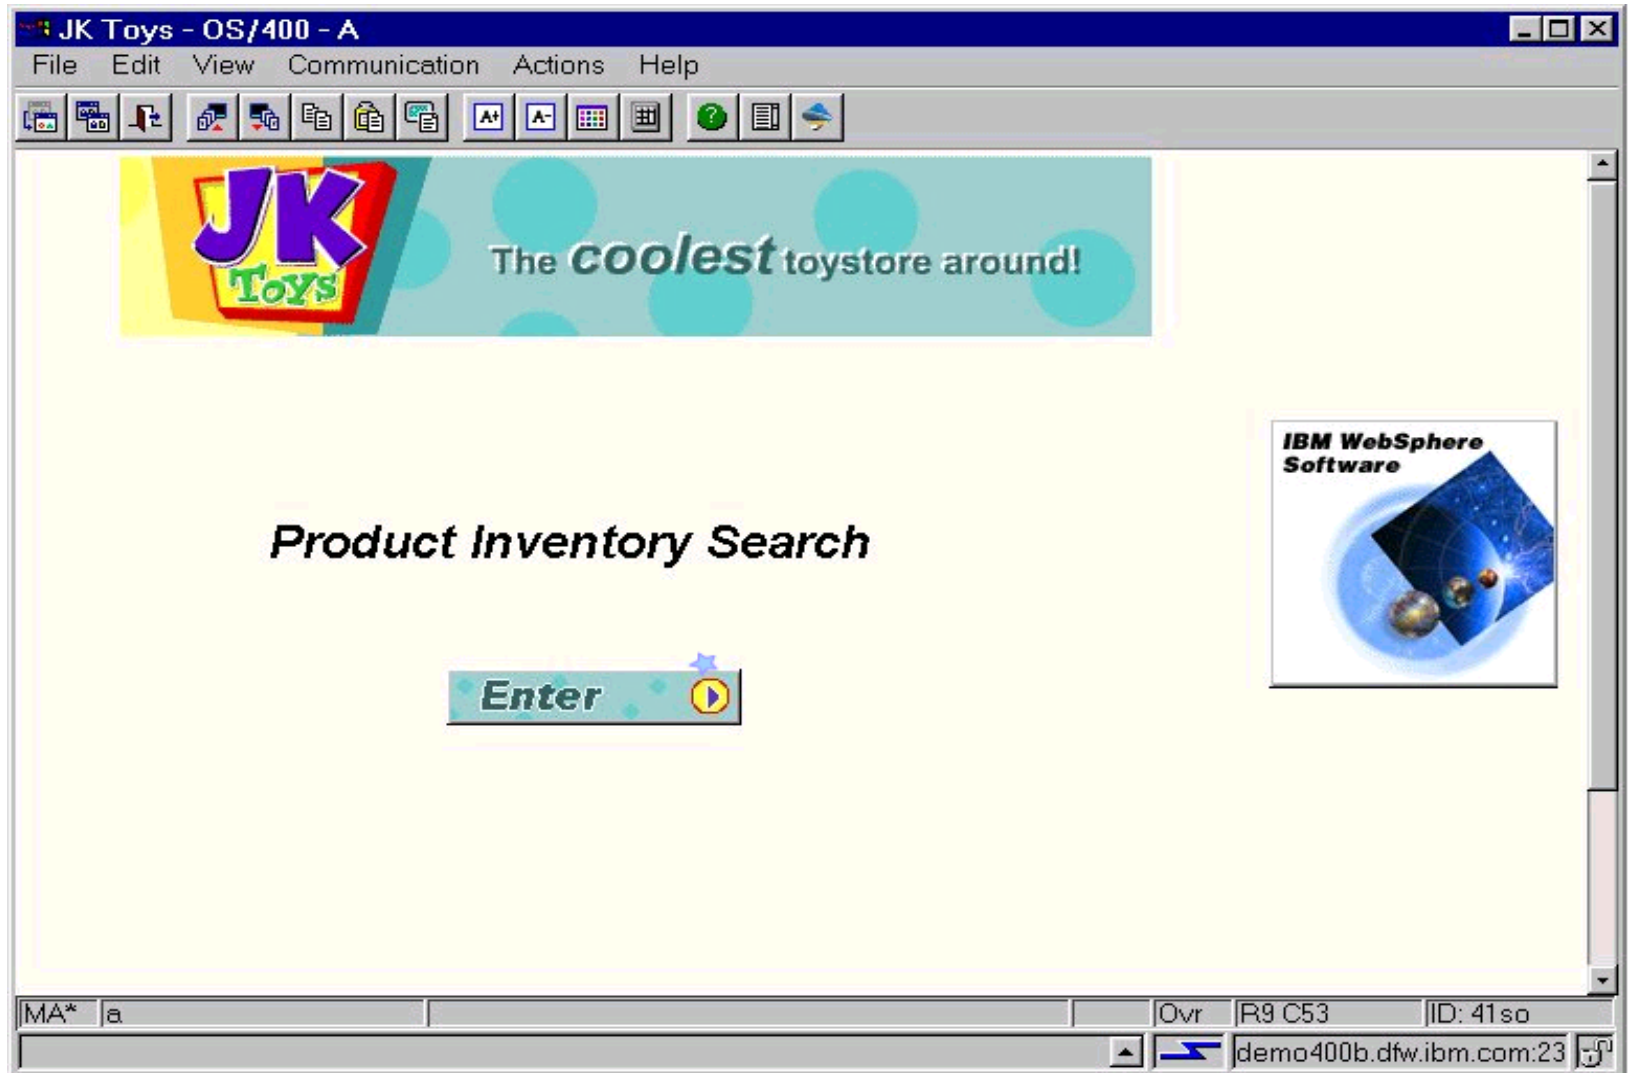 JK Toys - OS/400 - A
File Edit View Communication Actions Help
A+ A- ?
JK
Toys
The coolest toystore around!
IBM WebSphere
Software
Product Inventory Search
Enter
MA* a Ovr R9 C53 ID: 41so
demo400b.dfw.ibm.com:23